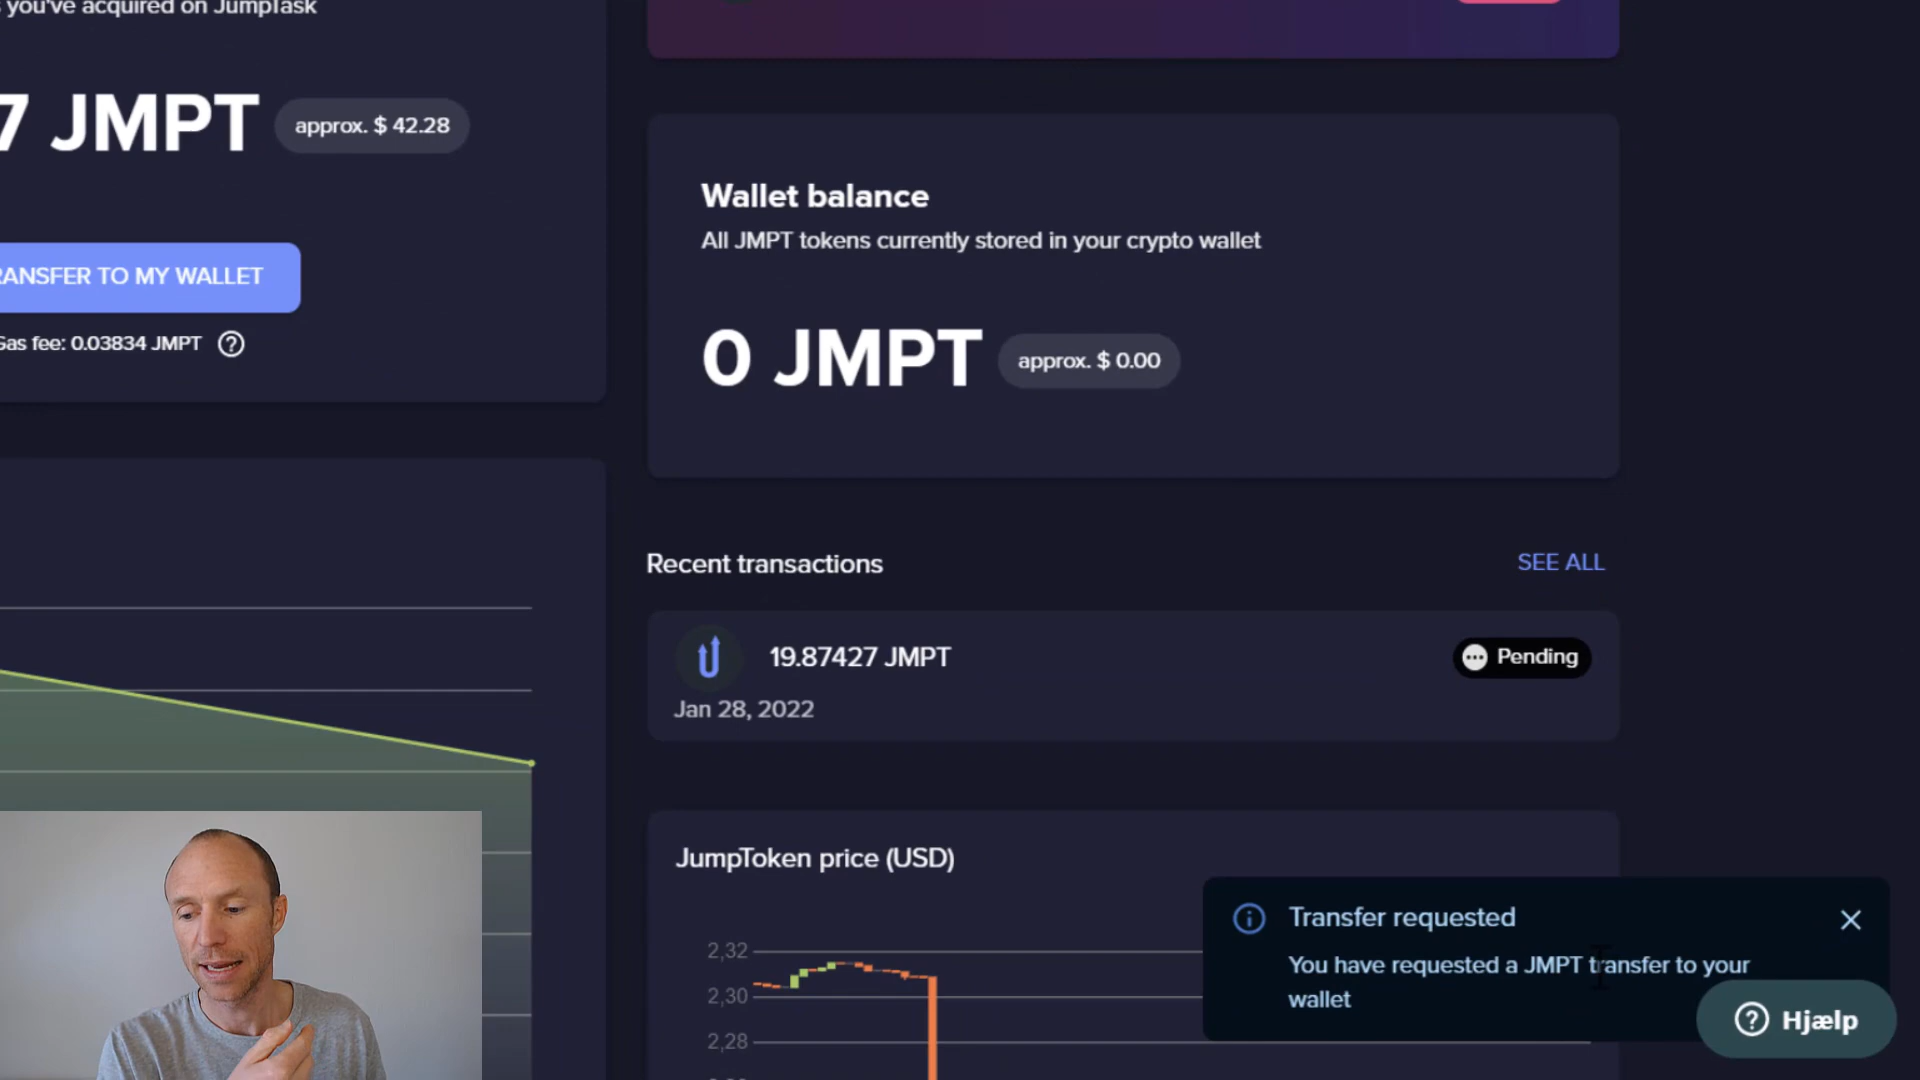 you've acquired on JumpTask
7 JMPT
approx. $ 42.28
RANSFER TO MY WALLET
Gas fee: 0.03834 JMPT
Wallet balance
All JMPT tokens currently stored in your crypto wallet
0 JMPT
approx. $ 0.00
Recent transactions
SEE ALL
19.87427 JMPT
Pending
Jan 28, 2022
JumpToken price (USD)
2,32
2,30
2,28
Transfer requested
You have requested a JMPT transfer to your
wallet
Hjælp